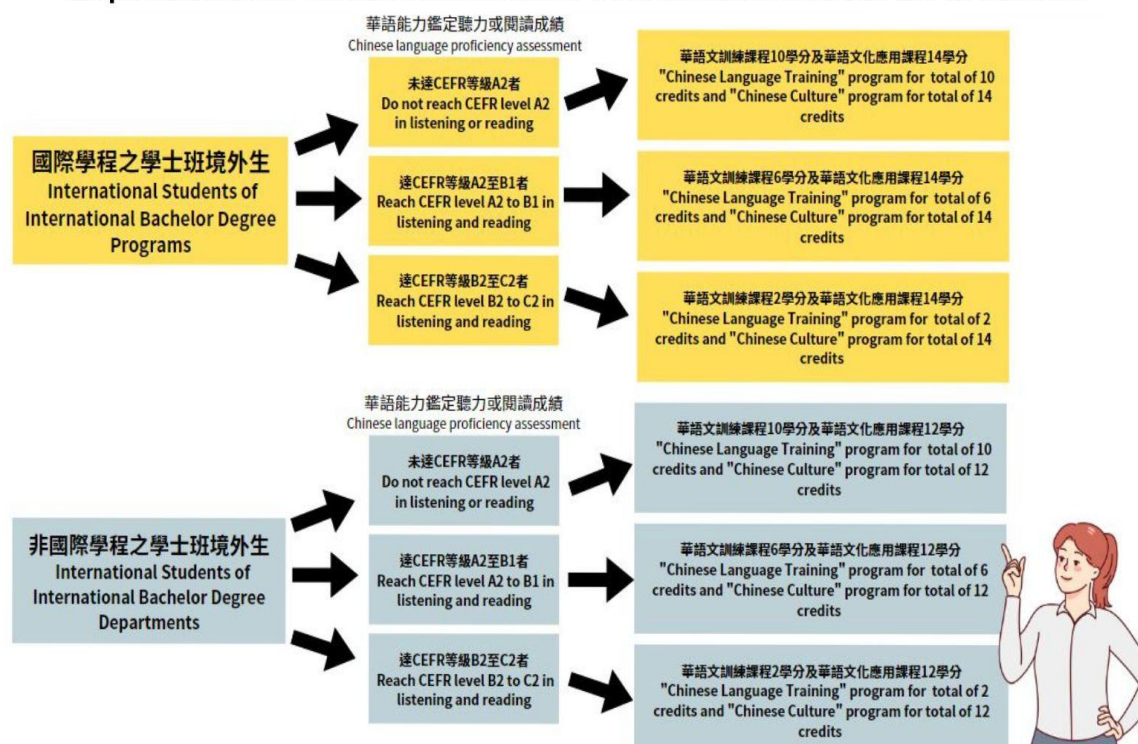 華語能力鑑定聽力或閱讀成績
Chinese language proficiency assessment
國際學程之學士班境外生
International Students of
International Bachelor Degree
Programs
未達CEFR等級A2者
Do not reach CEFR level A2
in listening or reading
華語文訓練課程10學分及華語文化應用課程14學分
"Chinese Language Training" program for total of 10
credits and "Chinese Culture" program for total of 14
credits
達CEFR等級A2至B1者
Reach CEFR level A2 to B1 in
listening and reading
華語文訓練課程6學分及華語文化應用課程14學分
"Chinese Language Training" program for total of 6
credits and "Chinese Culture" program for total of 14
credits
達CEFR等級B2至C2者
Reach CEFR level B2 to C2 in
listening and reading
華語文訓練課程2學分及華語文化應用課程14學分
"Chinese Language Training" program for total of 2
credits and "Chinese Culture" program for total of 14
credits
華語能力鑑定聽力或閱讀成績
Chinese language proficiency assessment
非國際學程之學士班境外生
International Students of
International Bachelor Degree
Departments
未達CEFR等級A2者
Do not reach CEFR level A2
in listening or reading
華語文訓練課程10學分及華語文化應用課程12學分
"Chinese Language Training" program for total of 10
credits and "Chinese Culture" program for total of 12
credits
達CEFR等級A2至B1者
Reach CEFR level A2 to B1 in
listening and reading
華語文訓練課程6學分及華語文化應用課程12學分
"Chinese Language Training" program for total of 6
credits and "Chinese Culture" program for total of 12
credits
達CEFR等級B2至C2者
Reach CEFR level B2 to C2 in
listening and reading
華語文訓練課程2學分及華語文化應用課程12學分
"Chinese Language Training" program for total of 2
credits and "Chinese Culture" program for total of 12
credits